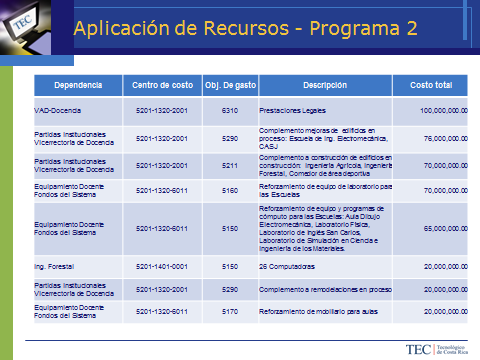 TEC
Aplicación de Recursos - Programa 2
Dependencia Centro de costo Obj. De gasto Descripción Costo total
VAD-Docencia 5201-1320-2001 6310 Prestaciones Legales 100,000,000.00
Partidas Institucionales
Vicerrectoría de Docencia 5201-1320-2001 5290 Complemento mejoras de edificios en
proceso: Escuela de Ing. Electromecánica,
CASJ 76,000,000.00
Partidas Institucionales
Vicerrectoría de Docencia 5201-1320-2001 5211 Complemento a construcción de edificios en
construcción: Ingeniería Agrícola, Ingeniería
Forestal, Comedor de área deportiva 70,000,000.00
Equipamiento Docente
Fondos del Sistema 5201-1320-6011 5160 Reforzamiento de equipo de laboratorio para
las Escuelas 70,000,000.00
Equipamiento Docente
Fondos del Sistema 5201-1320-6011 5150 Reforzamiento de equipo y programas de
cómputo para las Escuelas: Aula Dibujo
Electromecánica, Laboratorio Física,
Laboratorio de Inglés San Carlos,
Laboratorio de Simulación en Ciencia e
Ingeniería de los Materiales. 65,000,000.00
Ing. Forestal 5201-1401-0001 5150 26 Computadoras 20,000,000.00
Partidas Institucionales
Vicerrectoría de Docencia 5201-1320-2001 5290 Complemento a remodelaciones en proceso 20,000,000.00
Equipamiento Docente
Fondos del Sistema 5201-1320-6011 5170 Reforzamiento de mobiliario para aulas 20,000,000.00
TEC Tecnológico
de Costa Rica